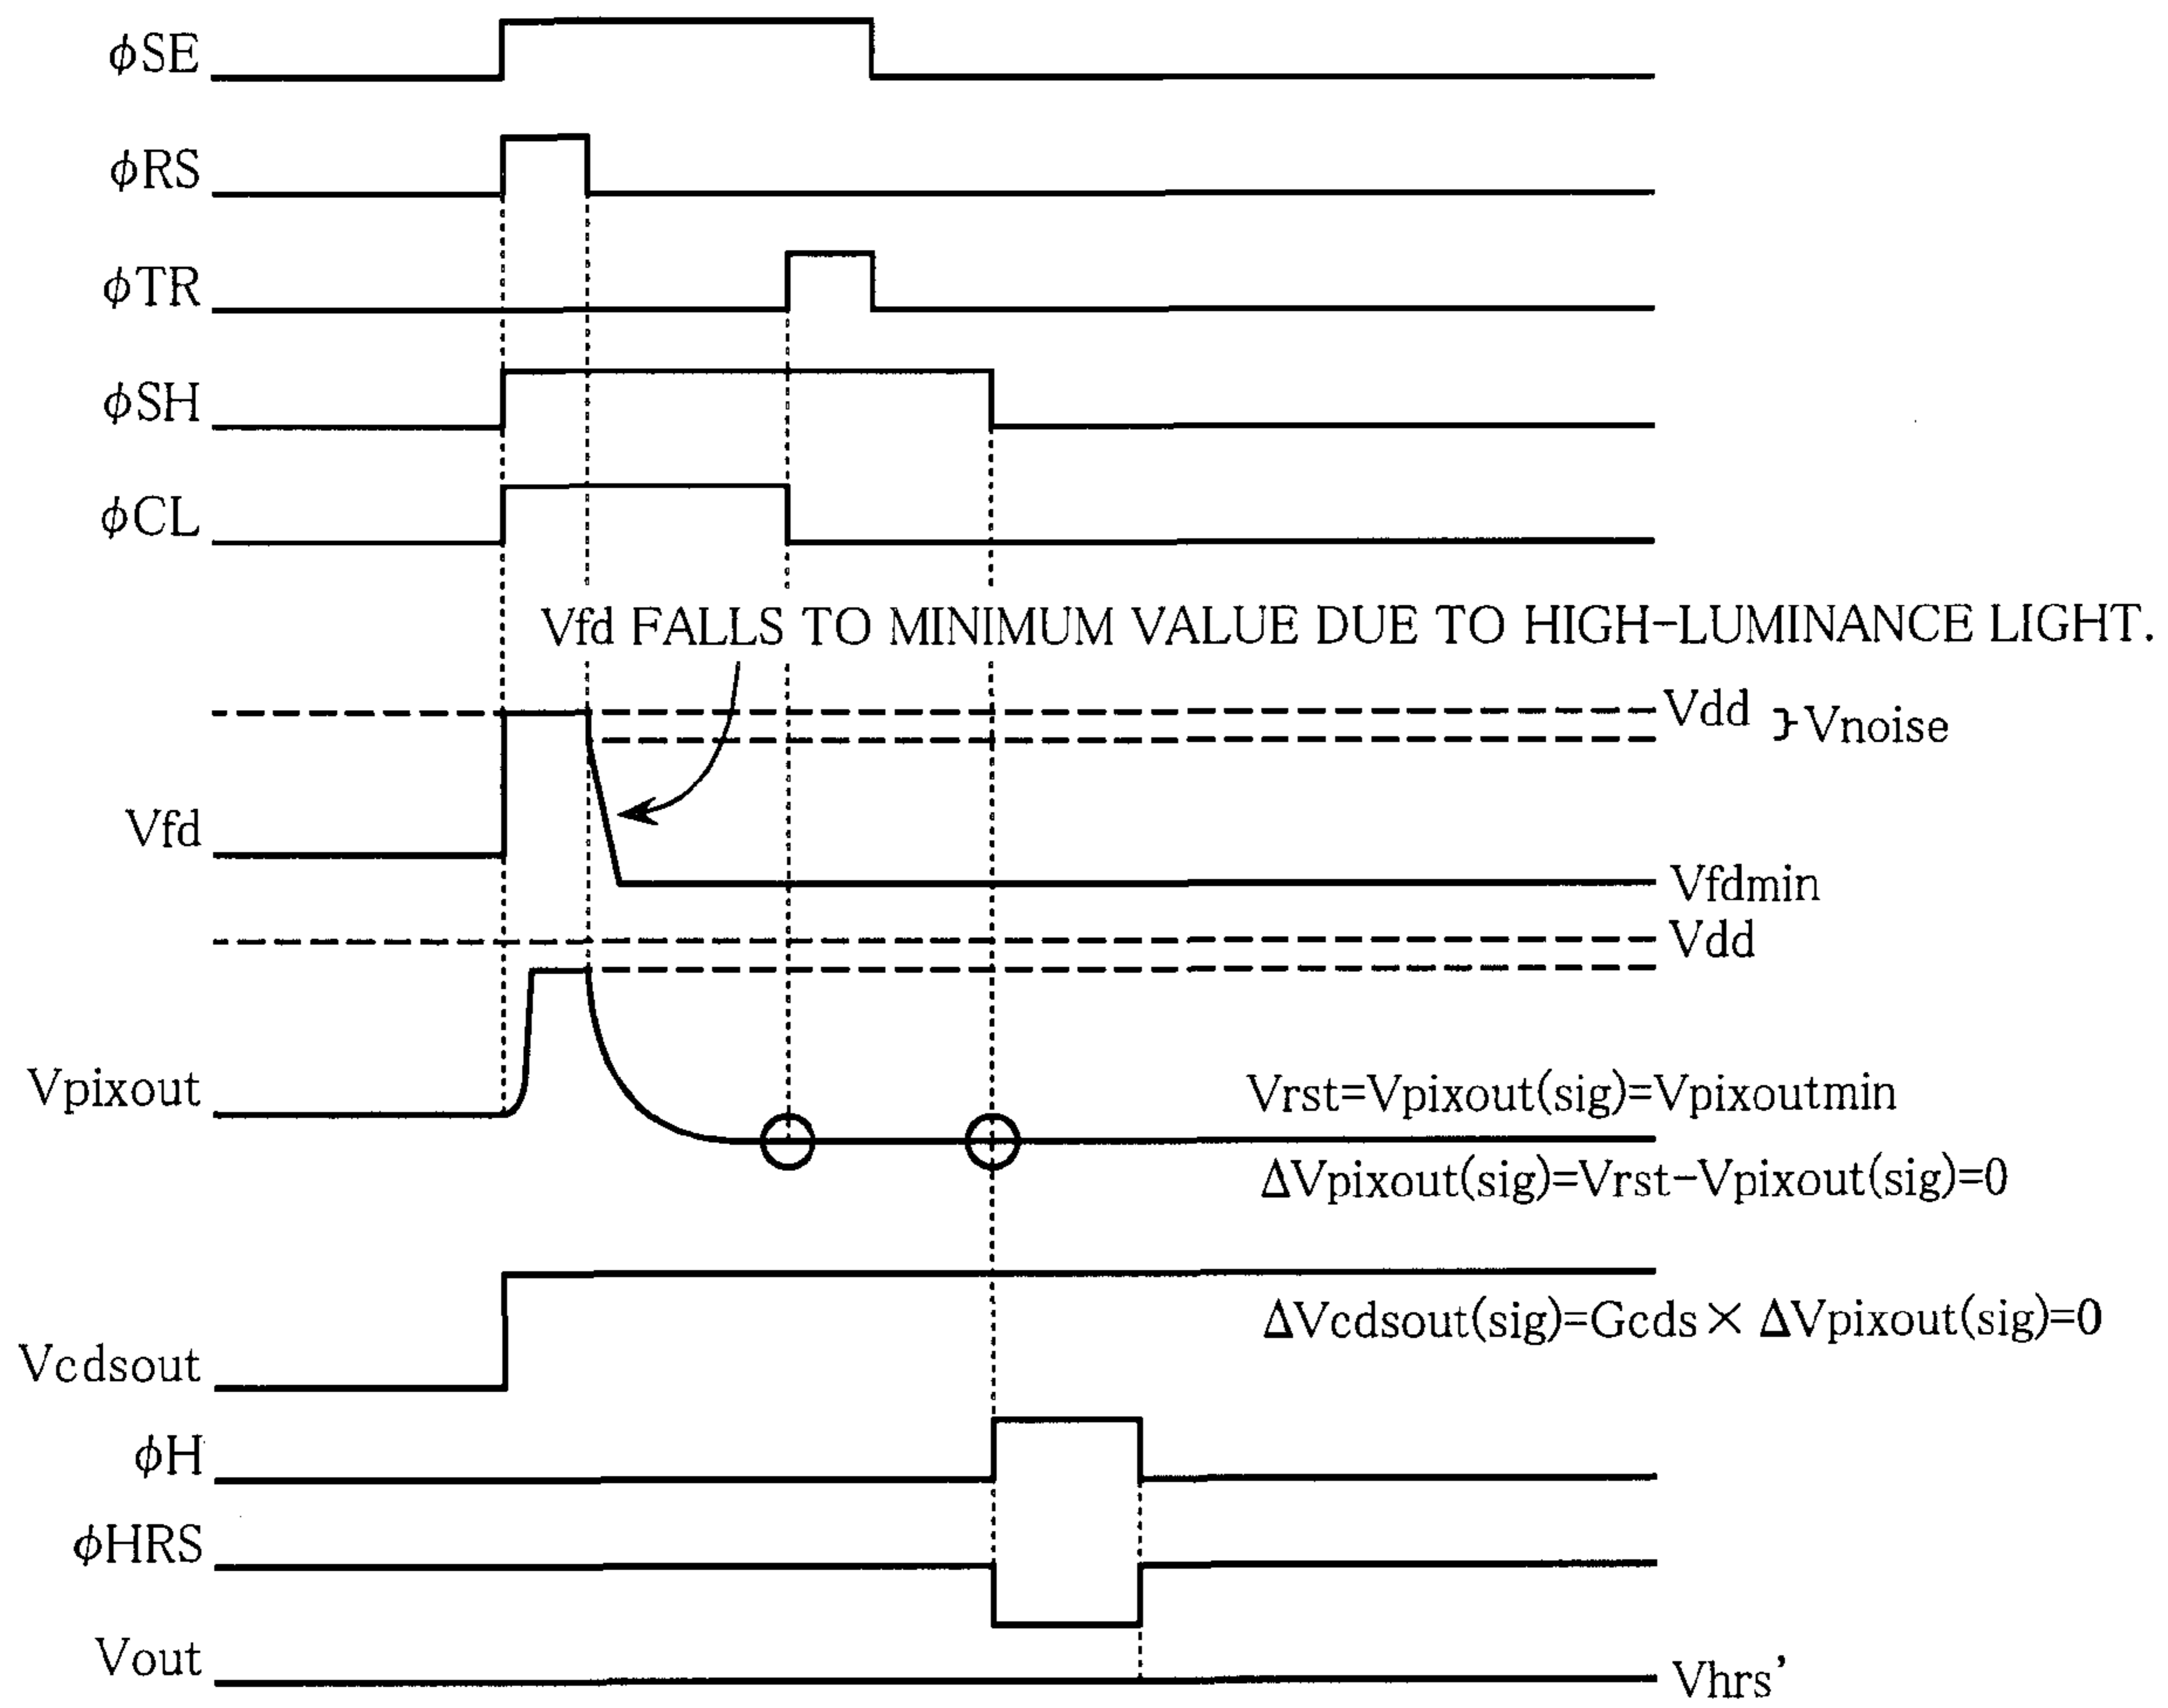 ϕSE
ϕRS
ϕTR
ϕSH
ϕCL
Vfd FALLS TO MINIMUM VALUE DUE TO HIGH-LUMINANCE LIGHT.
Vdd }Vnoise
Vfd
Vfdmin
Vdd
Vpixout
Vrst=Vpixout(sig)=Vpixoutmin
ΔVpixout(sig)=Vrst-Vpixout(sig)=0
ΔVcdsout(sig)=Gcds×ΔVpixout(sig)=0
Vcdsout
ϕH
ϕHRS
Vout
Vhrs’